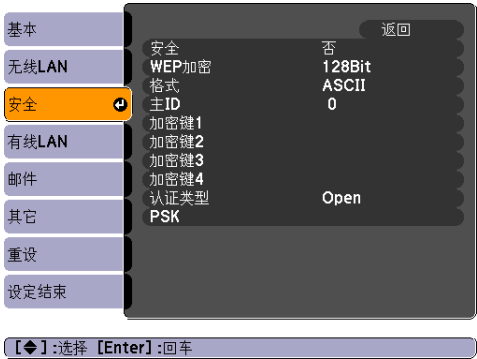 基本
无线LAN
安全
有线LAN
邮件
其它
重设
设定结束
返回
安全 否
WEP加密 128Bit
格式 ASCII
主ID 0
加密键1
加密键2
加密键3
加密键4
认证类型 Open
PSK
[◆]:选择 [Enter]:回车